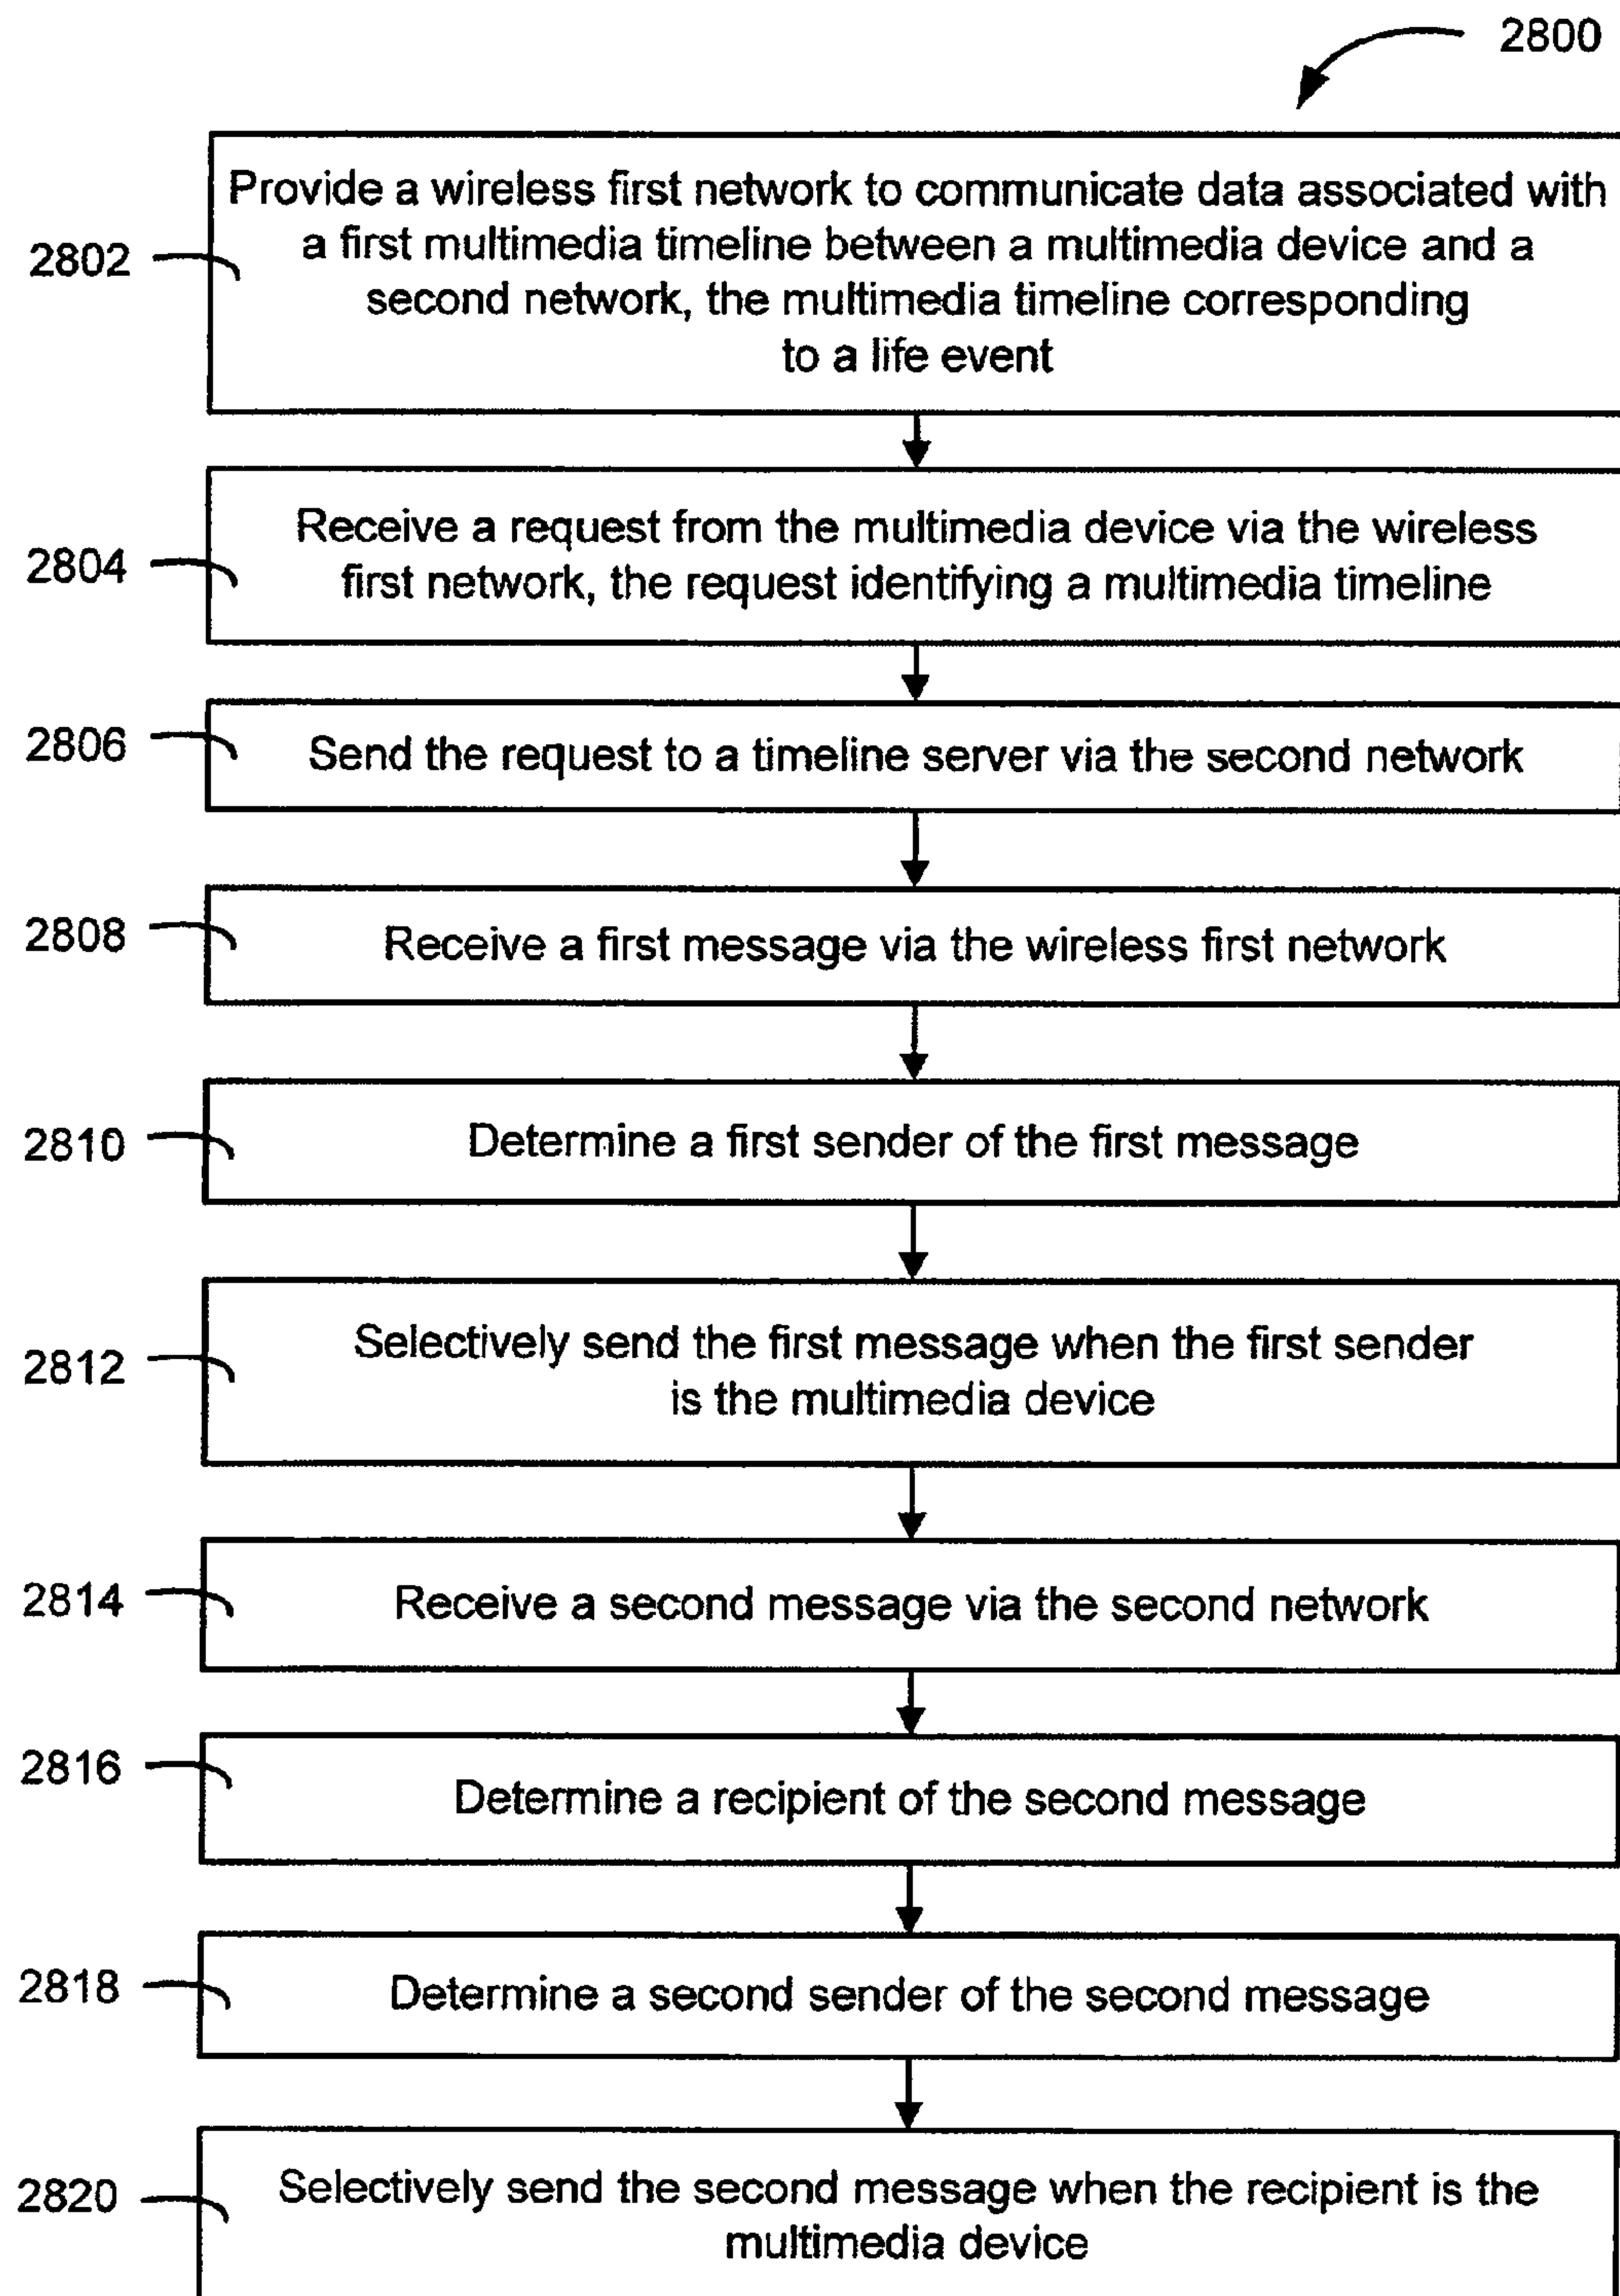 2800
Provide a wireless first network to communicate data associated with
a first multimedia timeline between a multimedia device and a
second network, the multimedia timeline corresponding
to a life event
2802
Receive a request from the multimedia device via the wireless
first network, the request identifying a multimedia timeline
2804
Send the request to a timeline server via the second network
2806
Receive a first message via the wireless first network
2808
Determine a first sender of the first message
2810
Selectively send the first message when the first sender
is the multimedia device
2812
Receive a second message via the second network
2814
Determine a recipient of the second message
2816
Determine a second sender of the second message
2818
Selectively send the second message when the recipient is the
multimedia device
2820